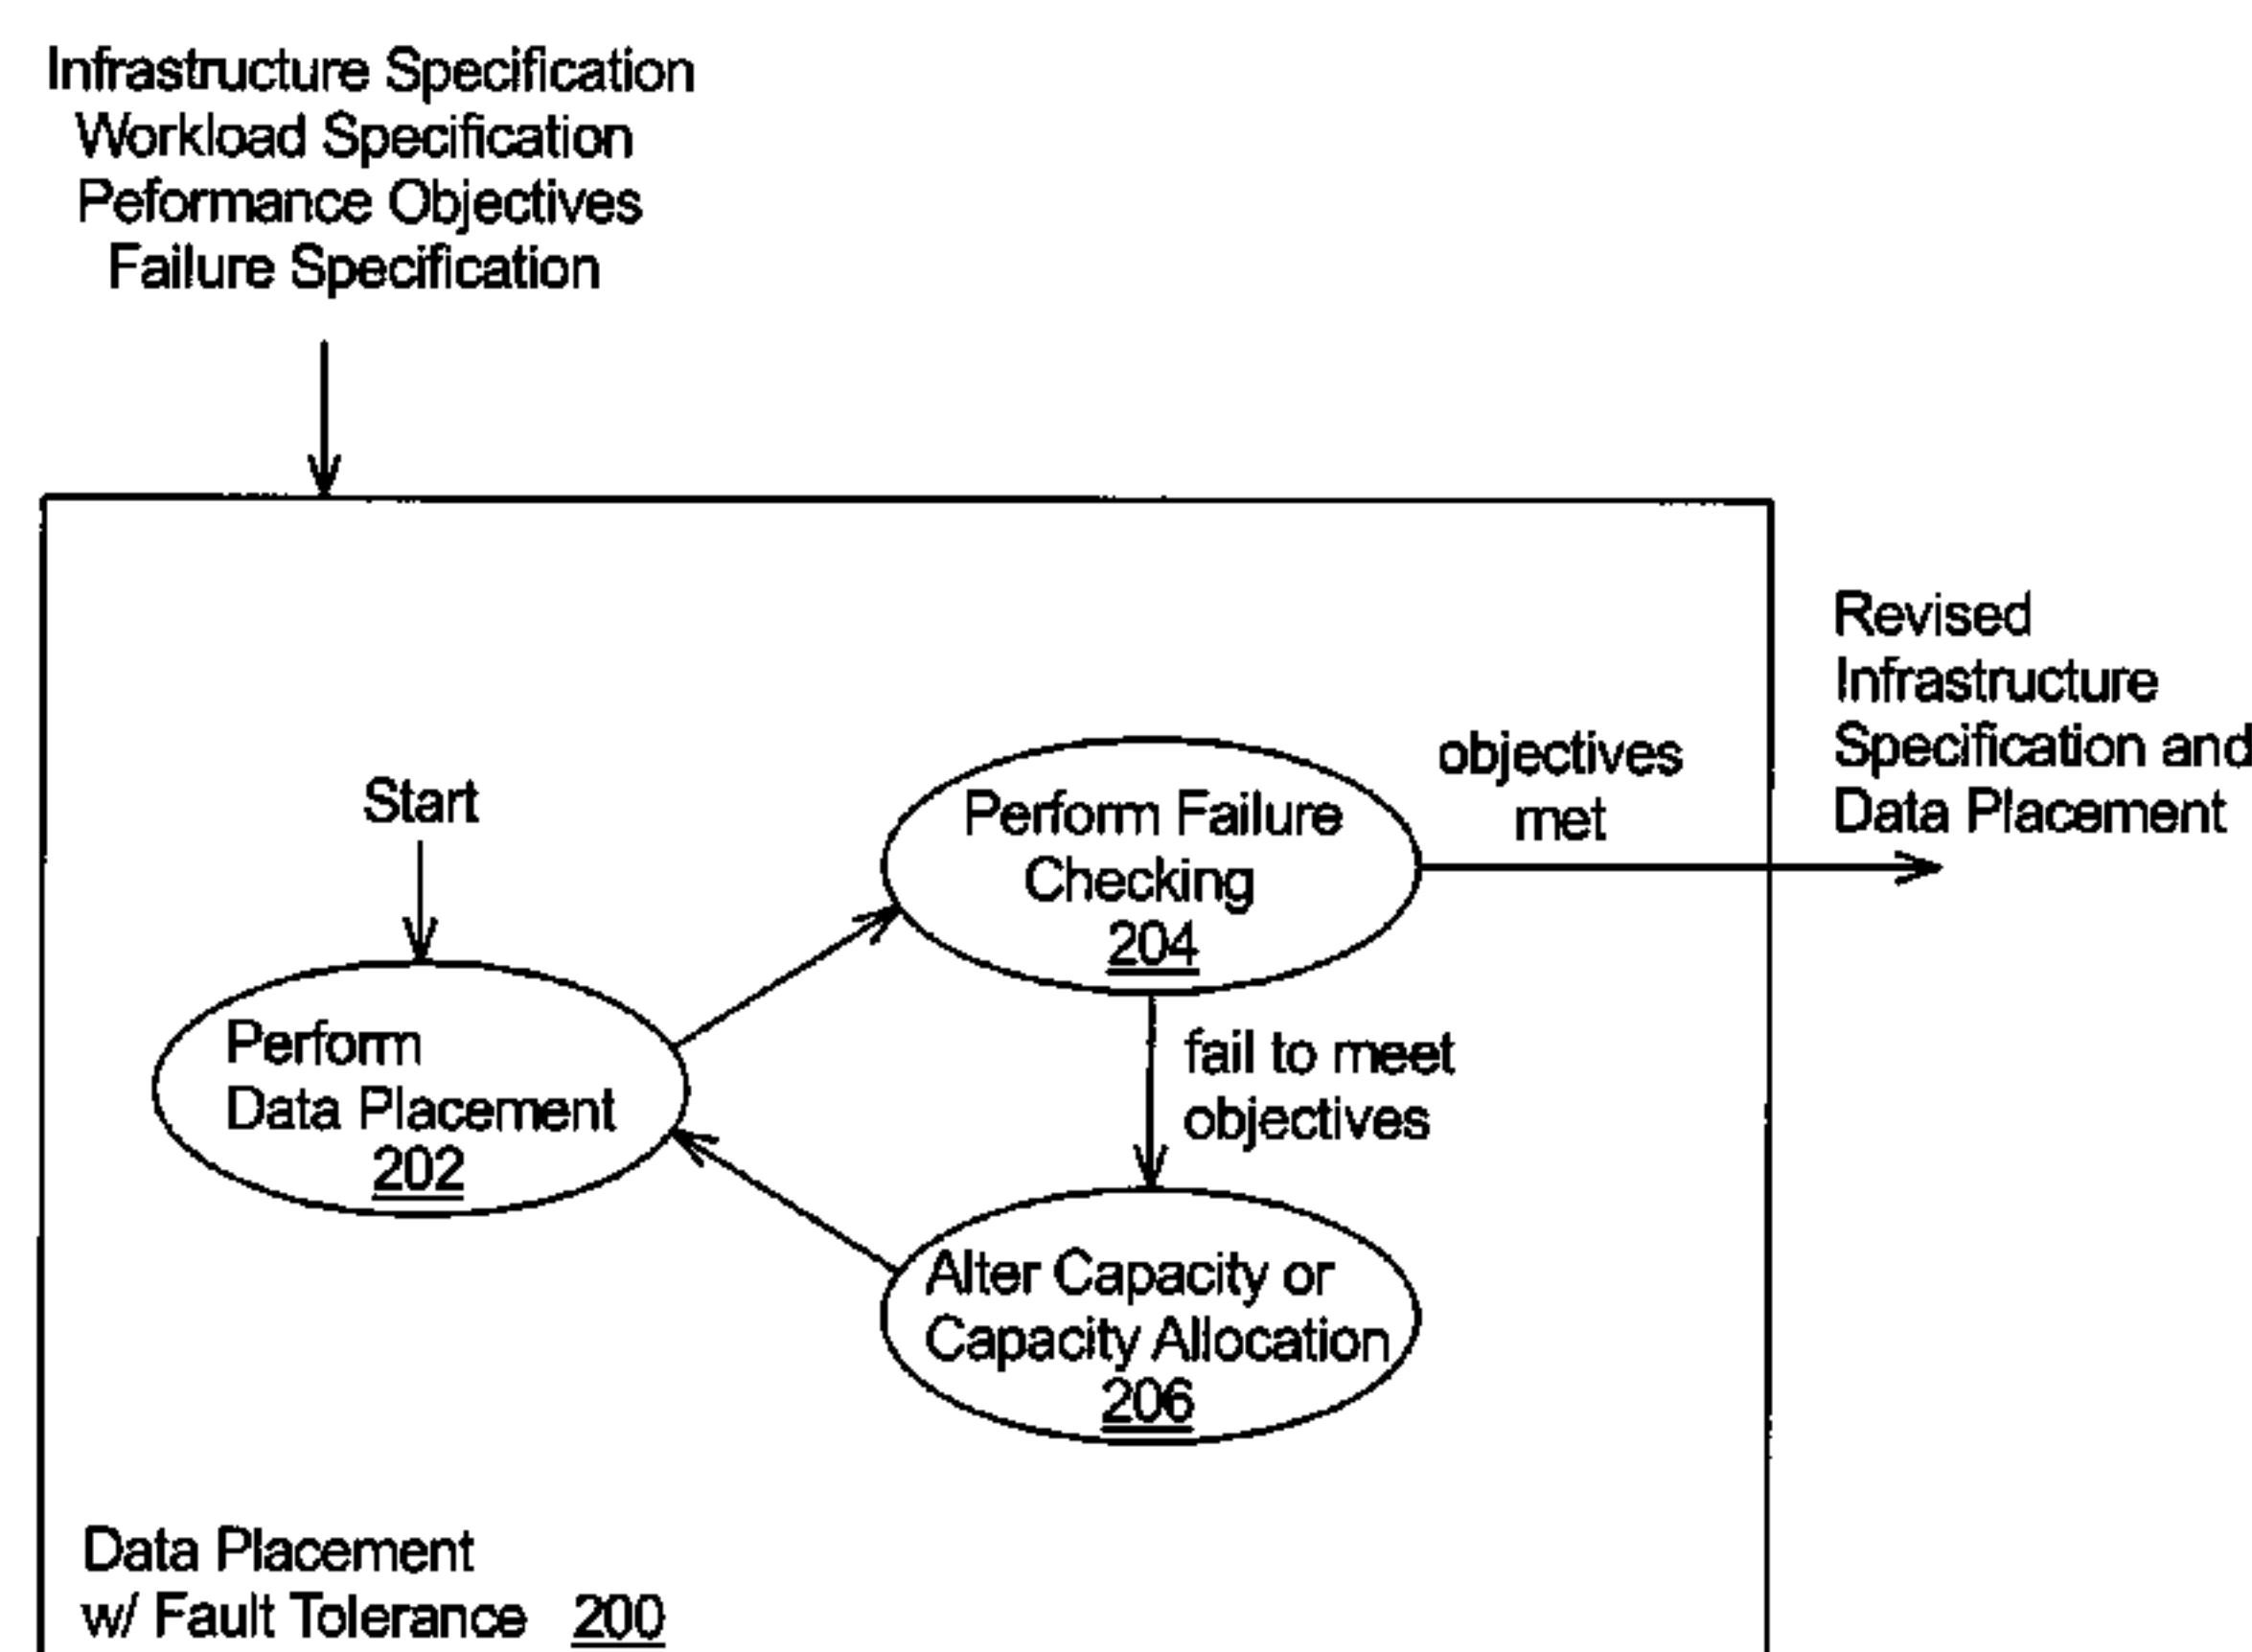 Infrastructure Specification
Workload Specification
Peformance Objectives
Failure Specification
Revised
Infrastructure
Specification and
Data Placement
objectives
met
Start
Perform Failure
Checking
204
Perform
Data Placement
202
fail to meet
objectives
Alter Capacity or
Capacity Allocation
206
Data Placement
w/ Fault Tolerance 200